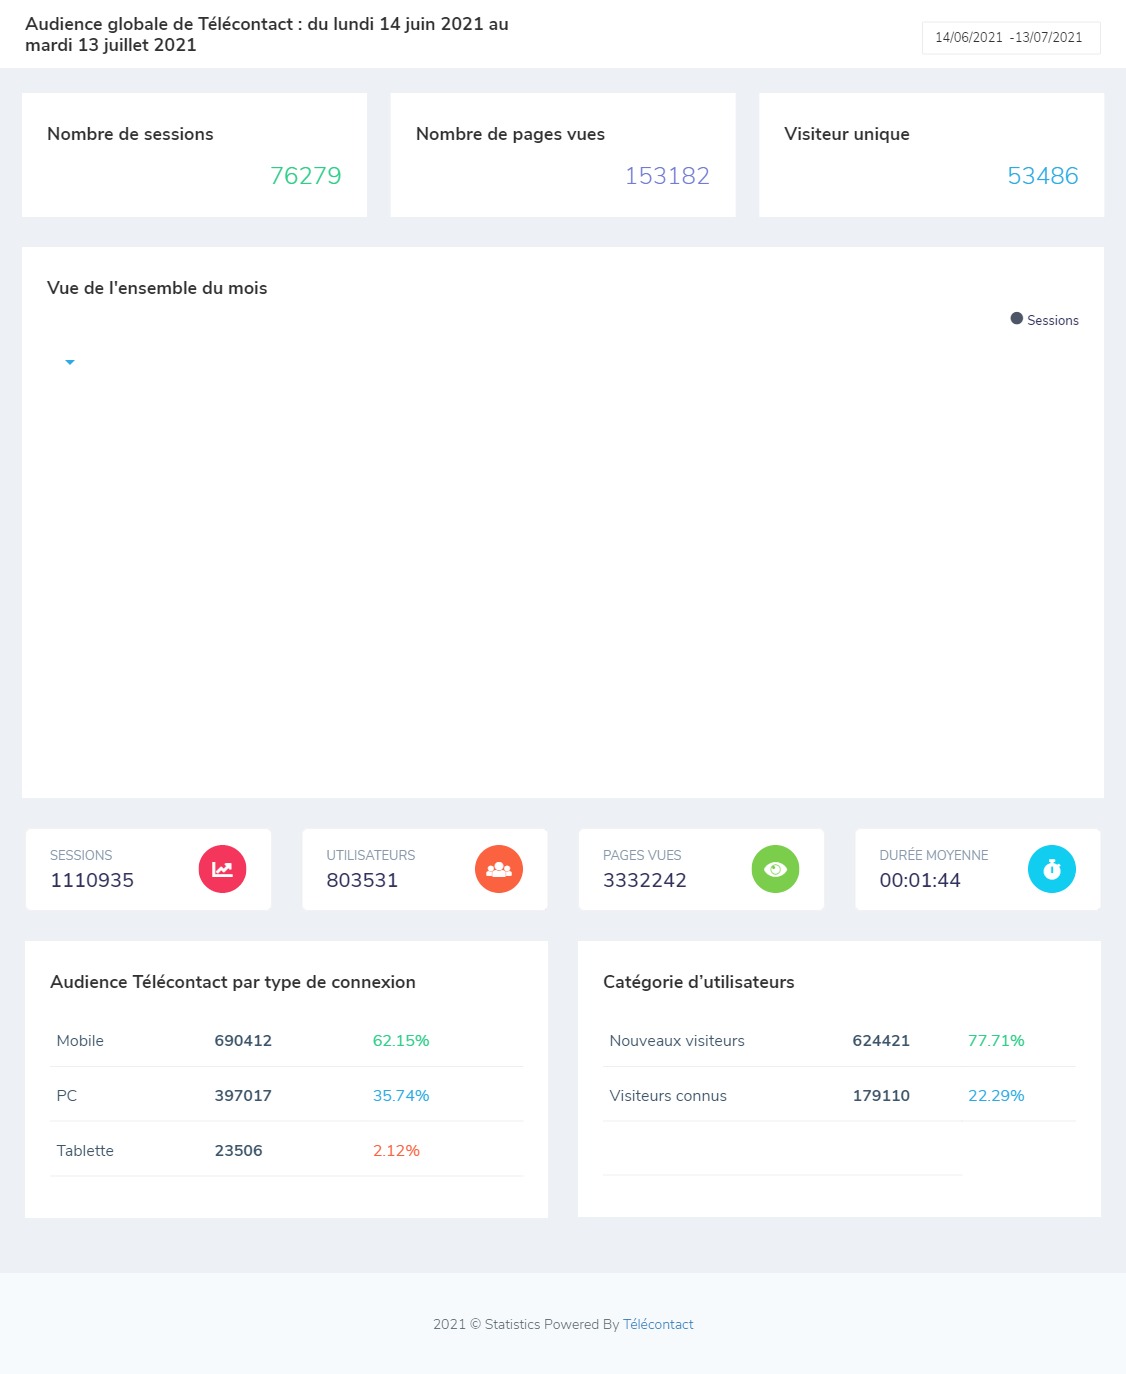 Audience globale de Télécontact : du lundi 14 juin 2021 au
mardi 13 juillet 2021
14/06/2021 -13/07/2021
Nombre de sessions
76279
Nombre de pages vues
153182
Visiteur unique
53486
Vue de l'ensemble du mois
Sessions
SESSIONS
1110935
UTILISATEURS
803531
PAGES VUES
3332242
DURÉE MOYENNE
00:01:44
Audience Télécontact par type de connexion
Mobile 690412 62.15%
PC 397017 35.74%
Tablette 23506 2.12%
Catégorie d’utilisateurs
Nouveaux visiteurs 624421 77.71%
Visiteurs connus 179110 22.29%
2021 © Statistics Powered By Télécontact